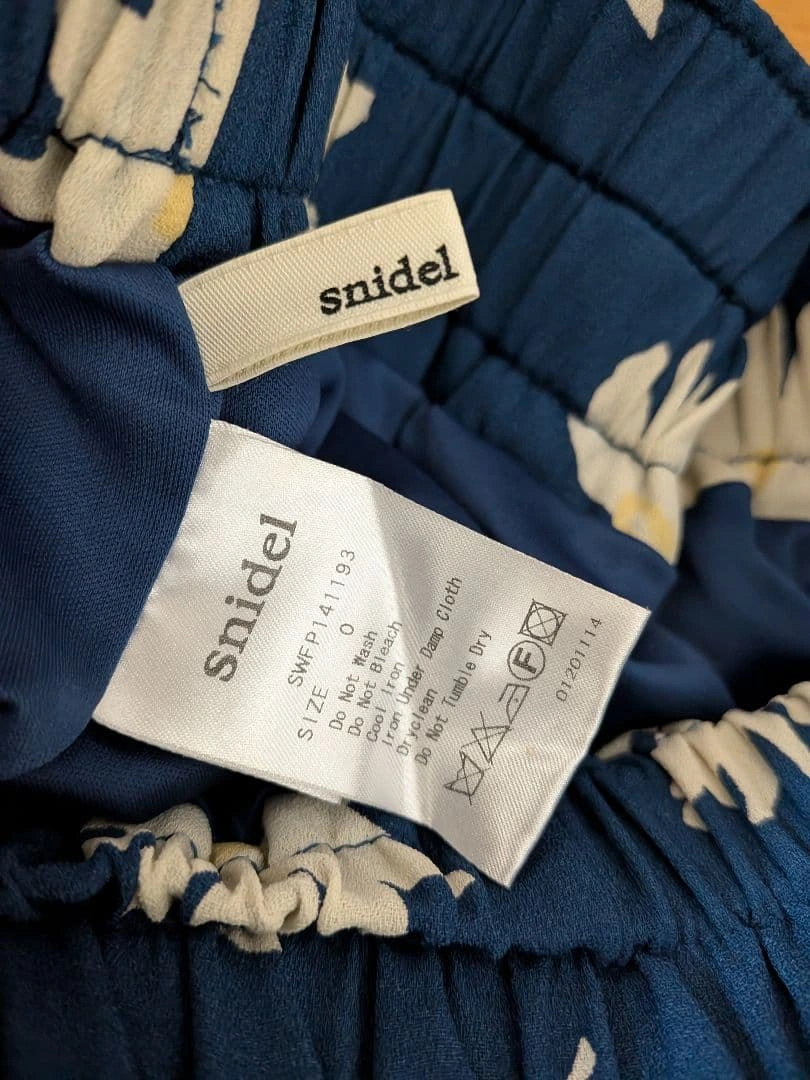 snidel
snidel
SWFP141193
SIZE 0
Do Not Wash
Do Not Bleach
Cool Iron
Iron Under Damp Cloth
Dryclean
Do Not Tumble Dry
F
01201114